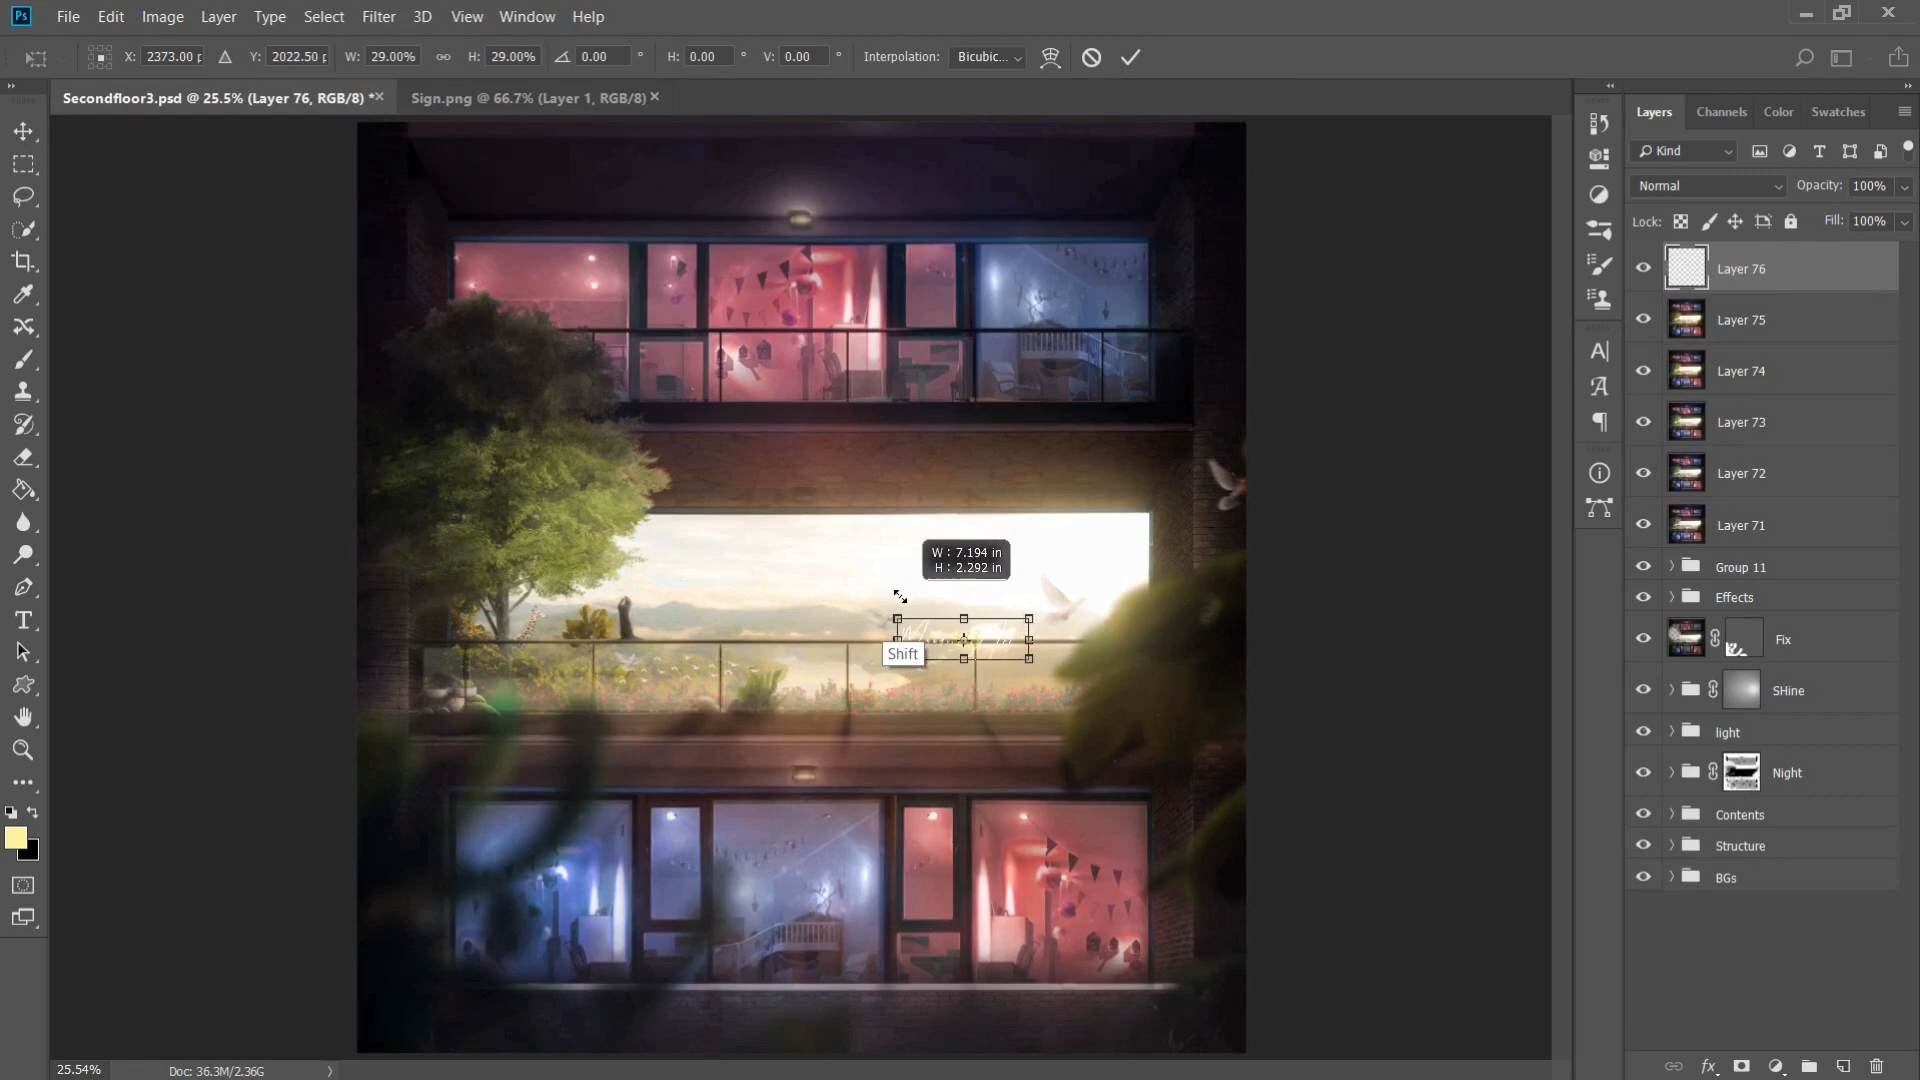 Ps File Edit Image Layer Type Select Filter 3D View Window Help
X: 2373.00 p Y: 2022.50 p W: 29.00% H: 29.00% 0.00 ° H: 0.00 ° V: 0.00 ° Interpolation: Bicubic...
Secondfloor3.psd @ 25.5% (Layer 76, RGB/8) * Sign.png @ 66.7% (Layer 1, RGB/8)
Layers Channels Color Swatches
Kind
Normal Opacity: 100%
Lock: Fill: 100%
Layer 76
Layer 75
Layer 74
Layer 73
Layer 72
Layer 71
Group 11
Effects
Fix
SHine
light
Night
Contents
Structure
BGs
W : 7.194 in
H : 2.292 in
Shift
25.54% Doc: 36.3M/2.36G
fx